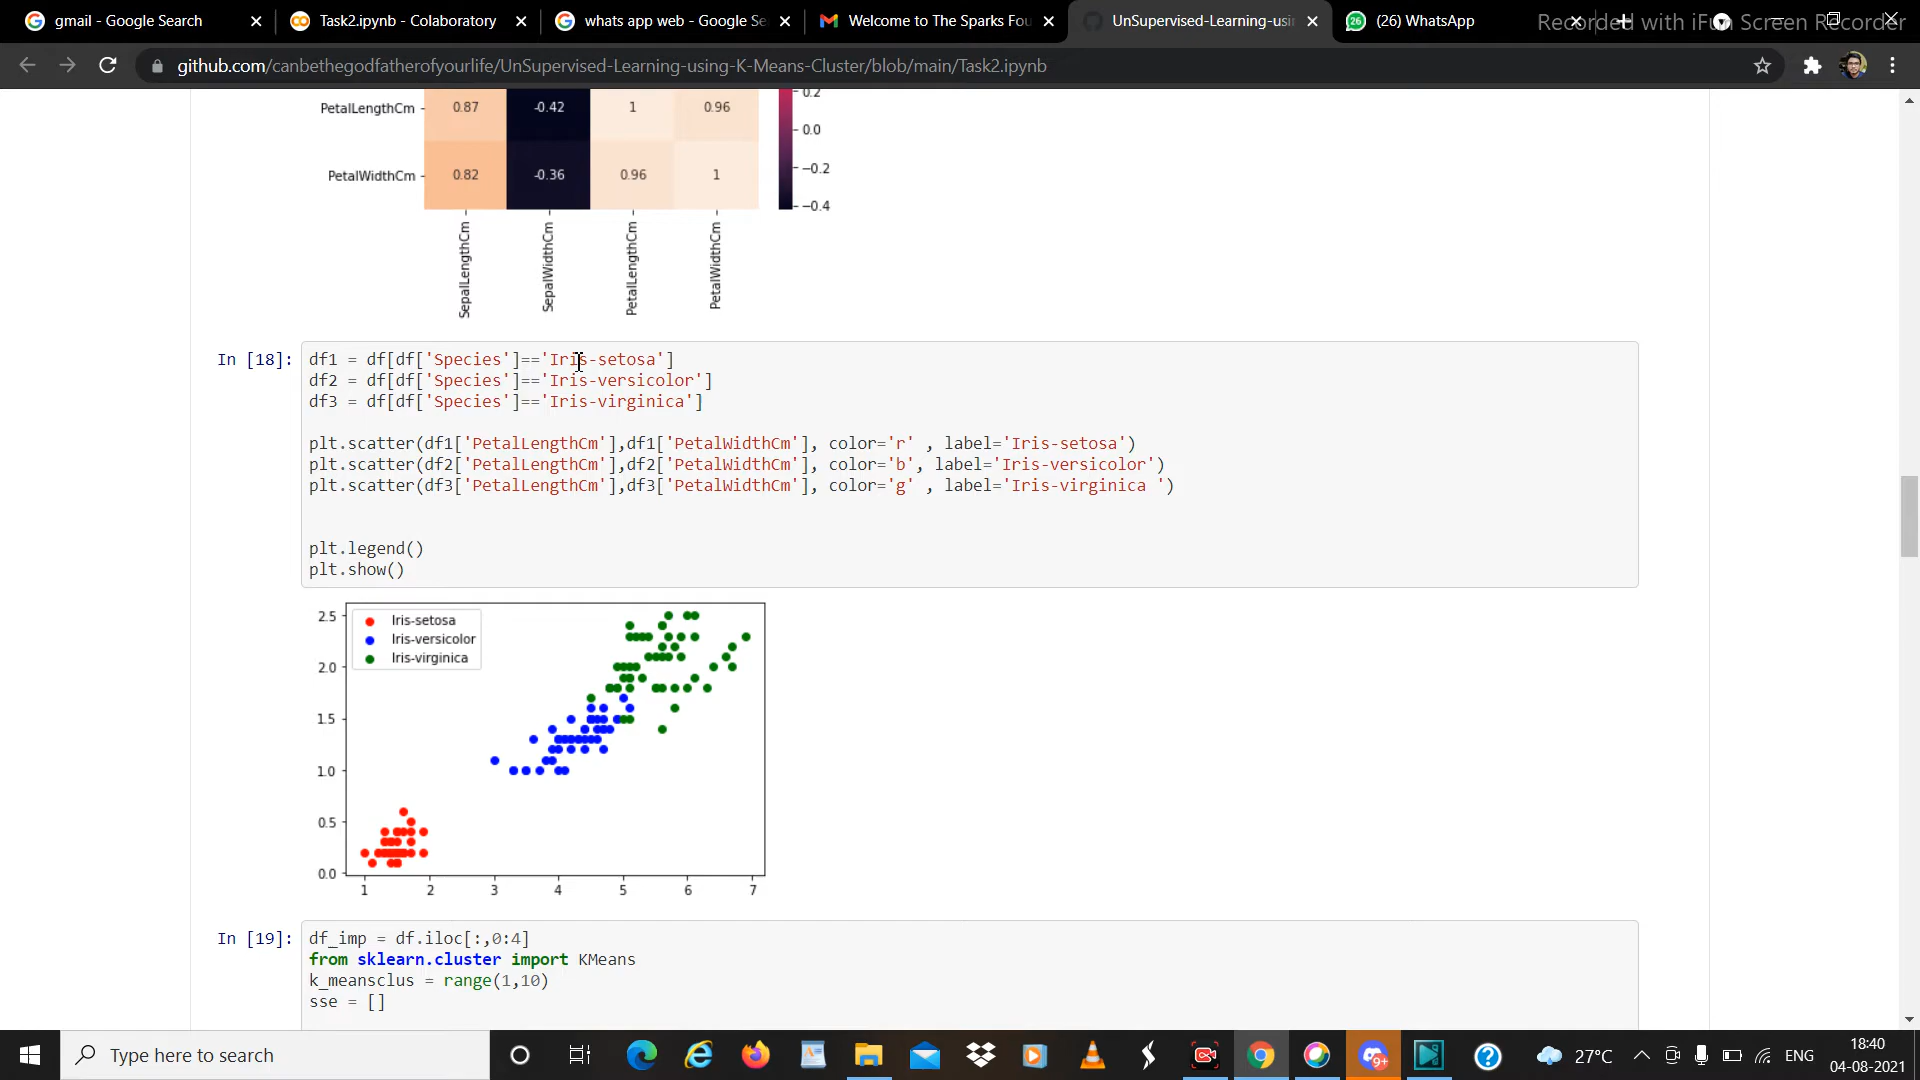 gmail - Google Search
Task2.ipynb - Colaboratory
whats app web - Google Se
Welcome to The Sparks Fou
UnSupervised-Learning-usi
26
(26) WhatsApp
Recorded with iFun Screen Recorder
github.com/canbethegodfatherofyourlife/UnSupervised-Learning-using-K-Means-Cluster/blob/main/Task2.ipynb
PetalLengthCm 0.87 -0.42 1 0.96
PetalWidthCm 0.82 -0.36 0.96 1
0.2
0.0
−0.2
−0.4
SepalLengthCm
SepalWidthCm
PetalLengthCm
PetalWidthCm
In [18]:
df1 = df[df['Species']=='Iris-setosa']
df2 = df[df['Species']=='Iris-versicolor']
df3 = df[df['Species']=='Iris-virginica']
plt.scatter(df1['PetalLengthCm'],df1['PetalWidthCm'], color='r' , label='Iris-setosa')
plt.scatter(df2['PetalLengthCm'],df2['PetalWidthCm'], color='b', label='Iris-versicolor')
plt.scatter(df3['PetalLengthCm'],df3['PetalWidthCm'], color='g' , label='Iris-virginica ')
plt.legend()
plt.show()
Iris-setosa
Iris-versicolor
Iris-virginica
2.5
2.0
1.5
1.0
0.5
0.0
1 2 3 4 5 6 7
In [19]:
df_imp = df.iloc[:,0:4]
from sklearn.cluster import KMeans
k_meansclus = range(1,10)
sse = []
Type here to search
9+
27°C
ENG
18:40
04-08-2021